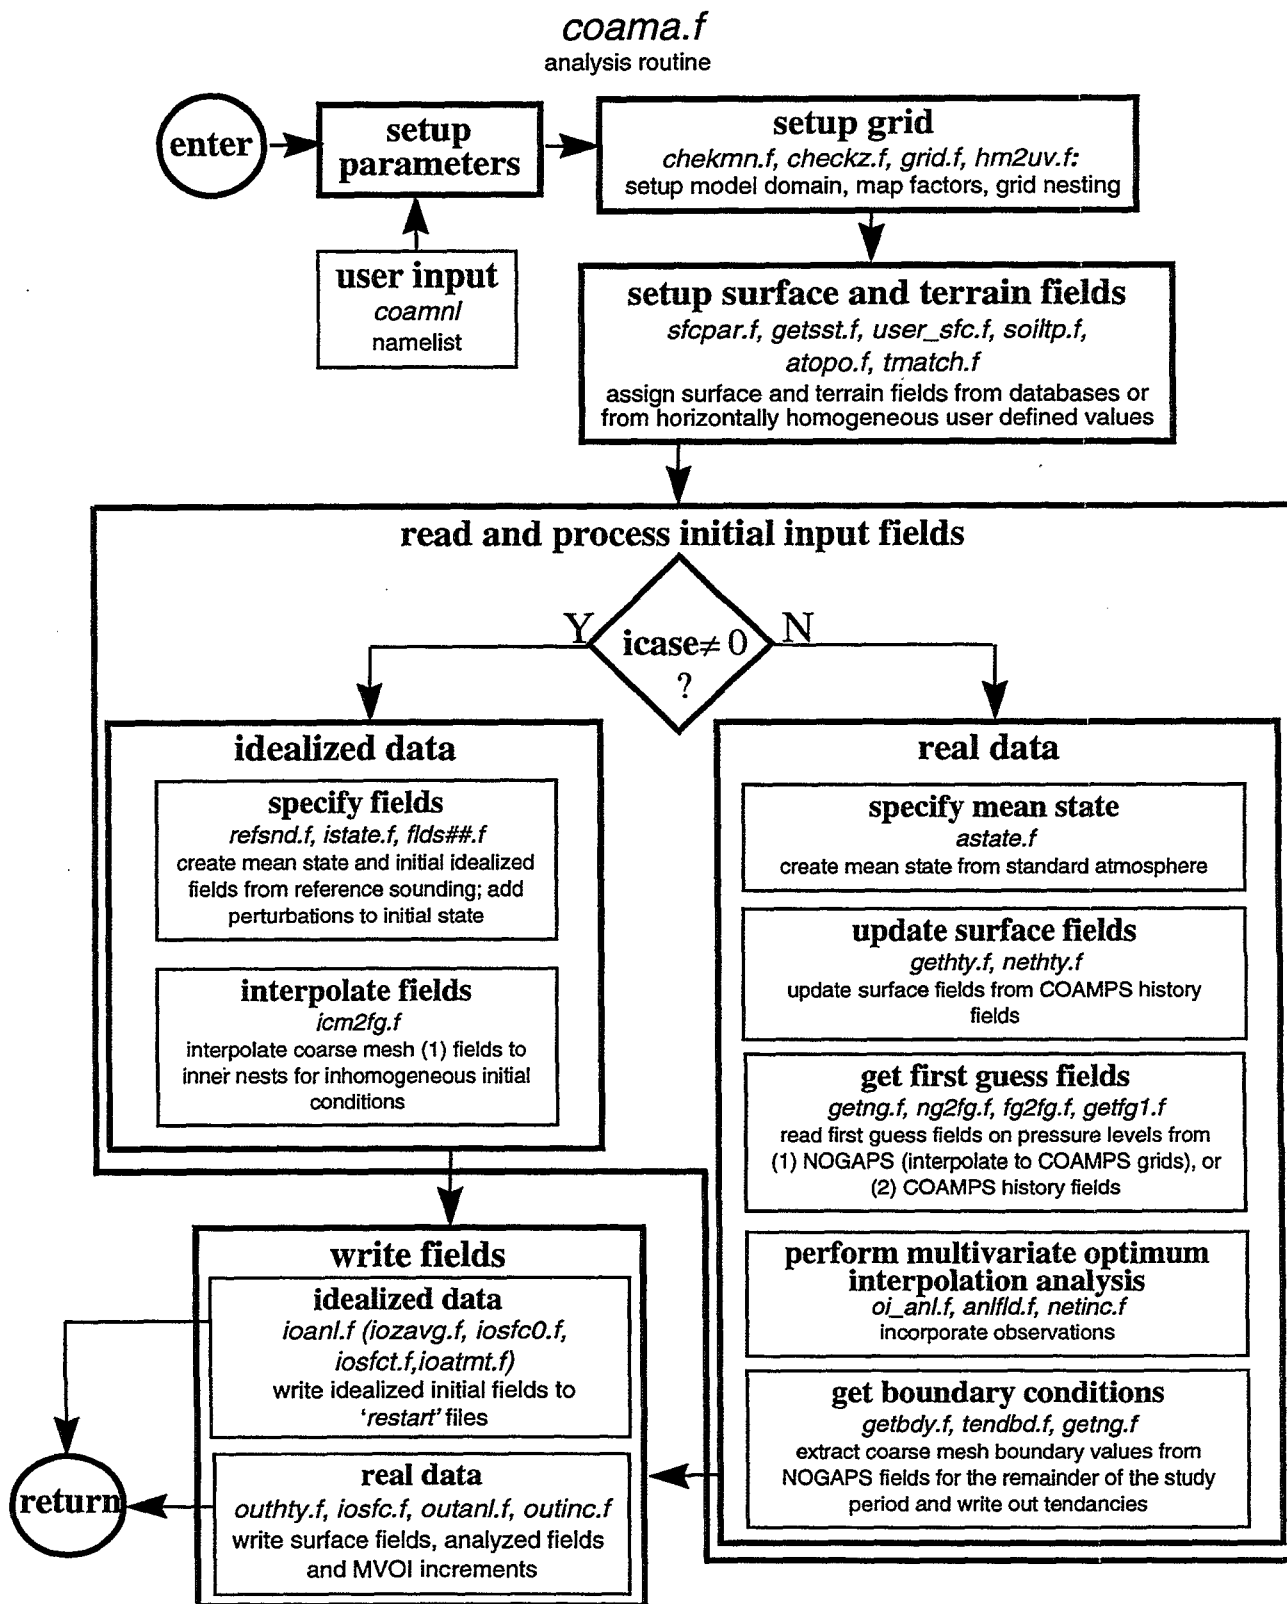 coama.f
analysis routine
enter
setup
parameters
setup grid
chekmn.f, checkz.f, grid.f, hm2uv.f:
setup model domain, map factors, grid nesting
user input
coamnl
namelist
setup surface and terrain fields
sfcpar.f, getsst.f, user_sfc.f, soiltp.f,
atopo.f, tmatch.f
assign surface and terrain fields from databases or
from horizontally homogeneous user defined values
read and process initial input fields
Y
icase≠ 0
?
N
idealized data
specify fields
refsnd.f, istate.f, flds##.f
create mean state and initial idealized
fields from reference sounding; add
perturbations to initial state
interpolate fields
icm2fg.f
interpolate coarse mesh (1) fields to
inner nests for inhomogeneous initial
conditions
real data
specify mean state
astate.f
create mean state from standard atmosphere
update surface fields
gethty.f, nethty.f
update surface fields from COAMPS history
fields
get first guess fields
getng.f, ng2fg.f, fg2fg.f, getfg1.f
read first guess fields on pressure levels from
(1) NOGAPS (interpolate to COAMPS grids), or
(2) COAMPS history fields
perform multivariate optimum
interpolation analysis
oi_anl.f, anlfld.f, netinc.f
incorporate observations
get boundary conditions
getbdy.f, tendbd.f, getng.f
extract coarse mesh boundary values from
NOGAPS fields for the remainder of the study
period and write out tendancies
write fields
idealized data
ioanl.f (iozavg.f, iosfc0.f,
iosfct.f,ioatmt.f)
write idealized initial fields to
'restart' files
real data
outhty.f, iosfc.f, outanl.f, outinc.f
write surface fields, analyzed fields
and MVOI increments
return